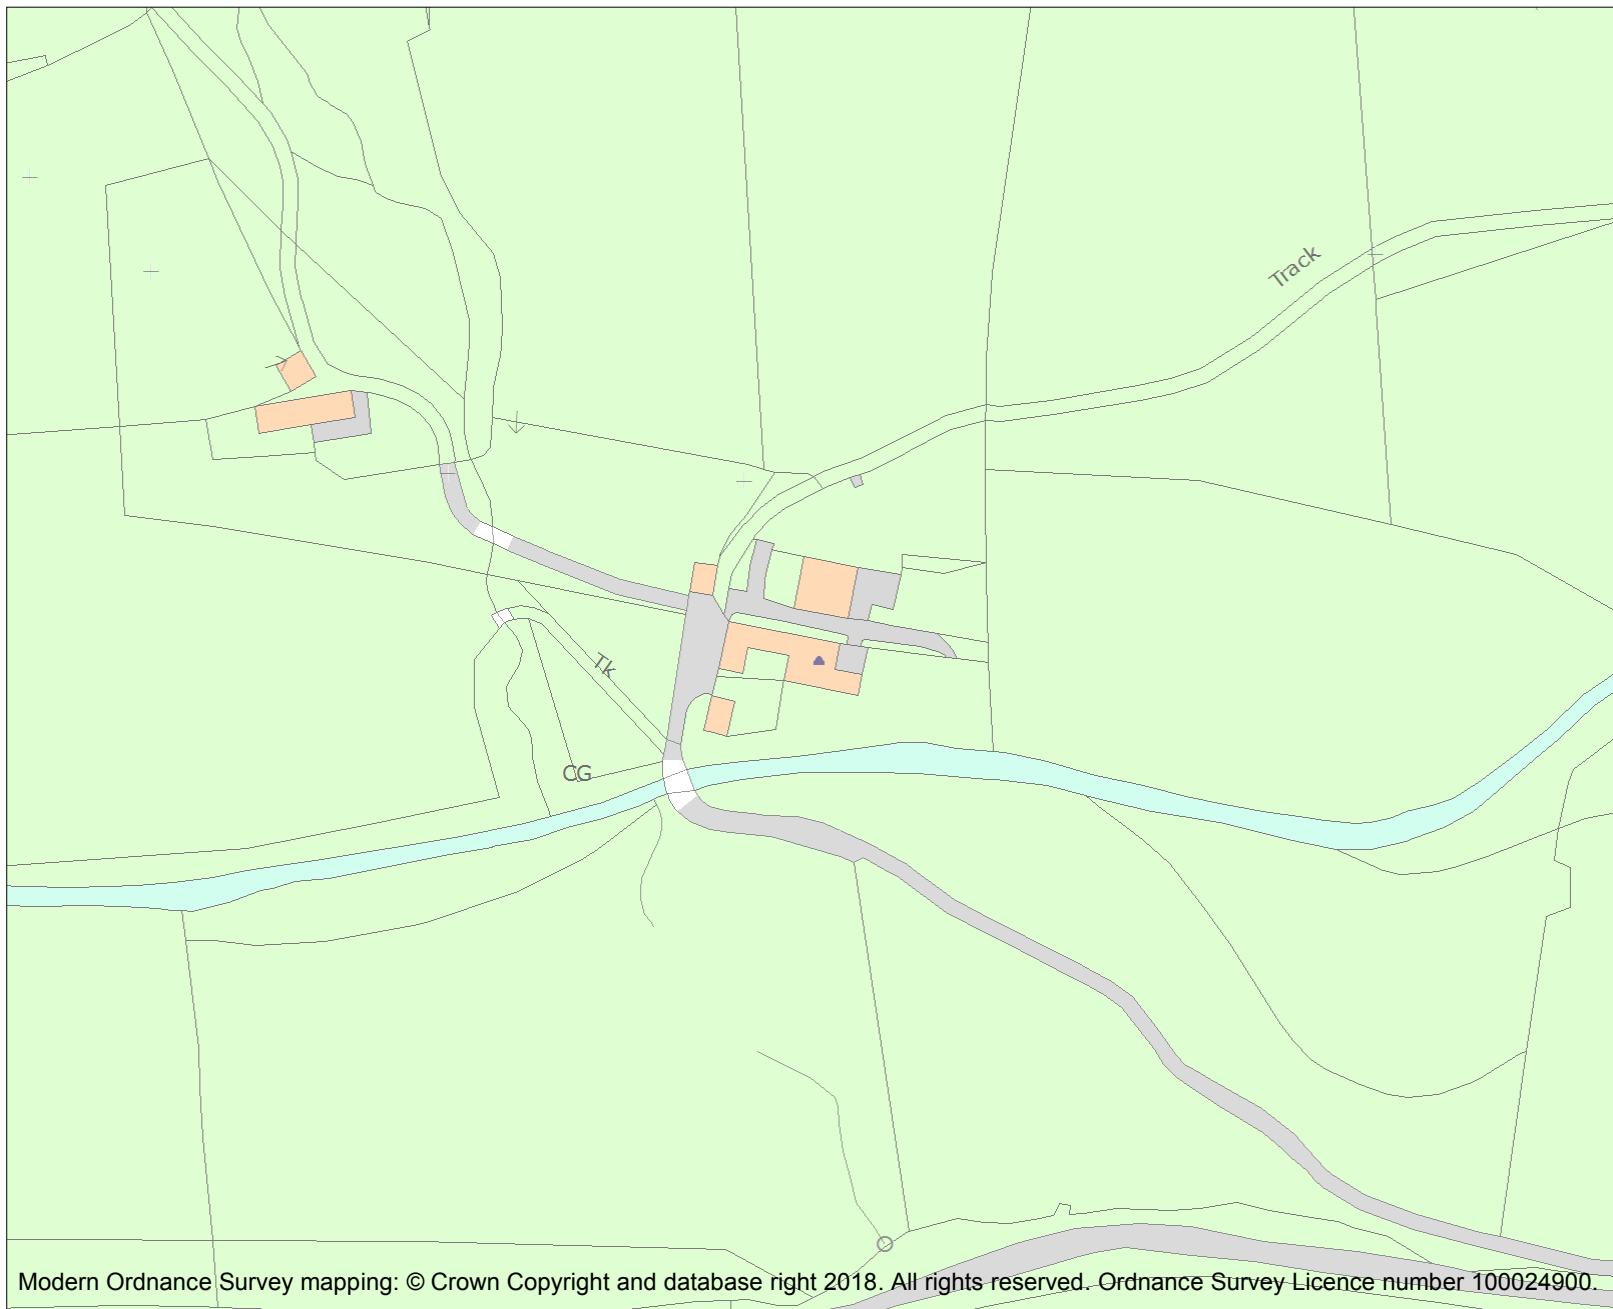 Track
Tk
CG
Modern Ordnance Survey mapping: © Crown Copyright and database right 2018. All rights reserved. Ordnance Survey Licence number 100024900.